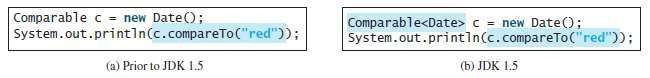 Comparable c = new Date();
System.out.println(c.compareTo("red"));
(a) Prior to JDK 1.5
Comparable<Date> c = new Date();
System.out.println(c.compareTo("red"));
(b) JDK 1.5